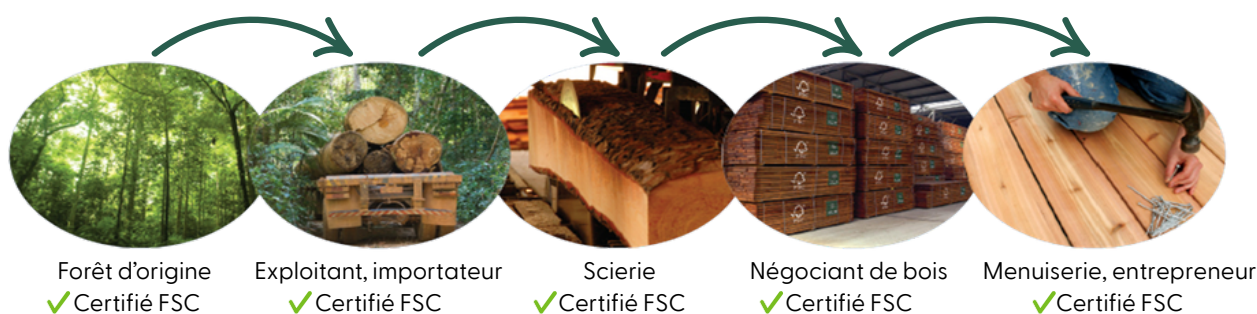 Forêt d'origine
✓Certifié FSC
Exploitant, importateur
✓Certifié FSC
Scierie
✓Certifié FSC
Négociant de bois
✓Certifié FSC
Menuiserie, entrepreneur
✓Certifié FSC